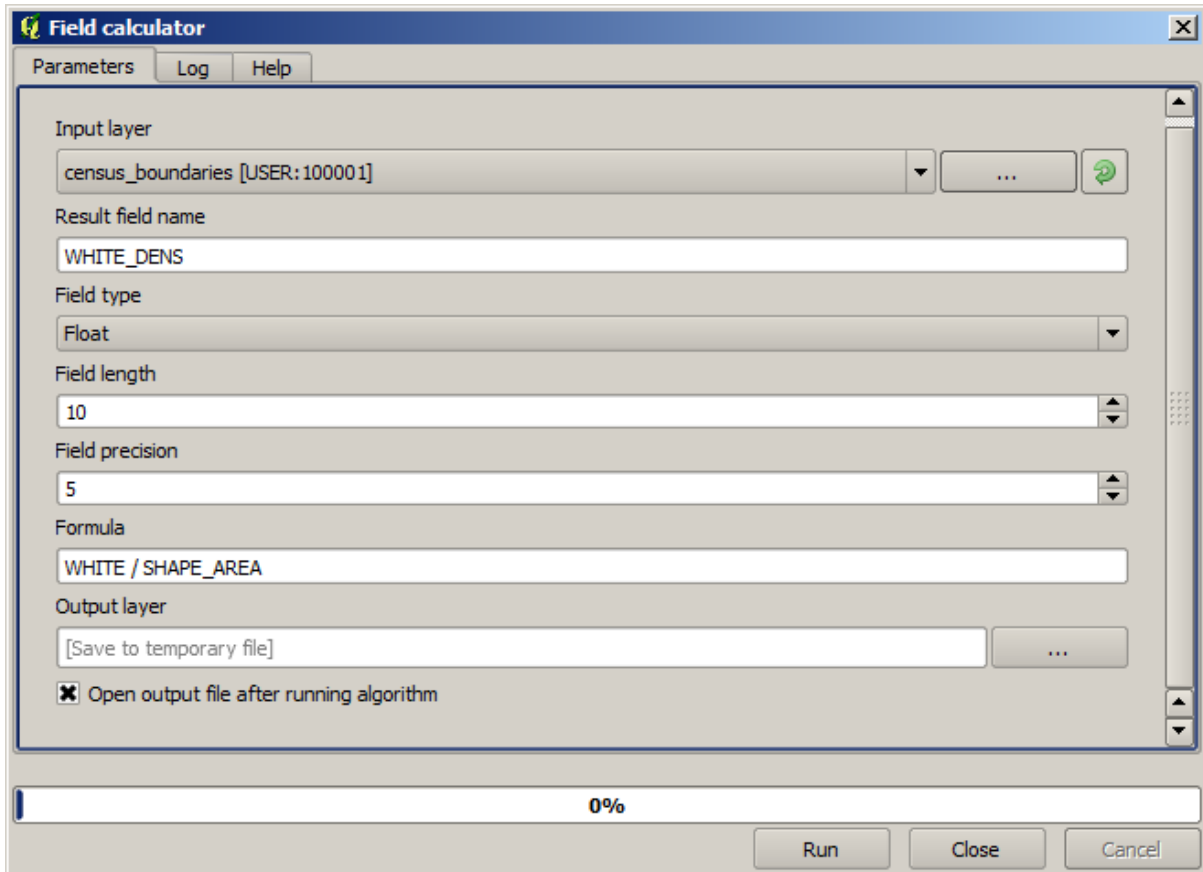 Field calculator
Parameters Log Help
Input layer
census_boundaries [USER:100001] ...
Result field name
WHITE_DENS
Field type
Float
Field length
10
Field precision
5
Formula
WHITE / SHAPE_AREA
Output layer
[Save to temporary file] ...
Open output file after running algorithm
0%
Run Close Cancel